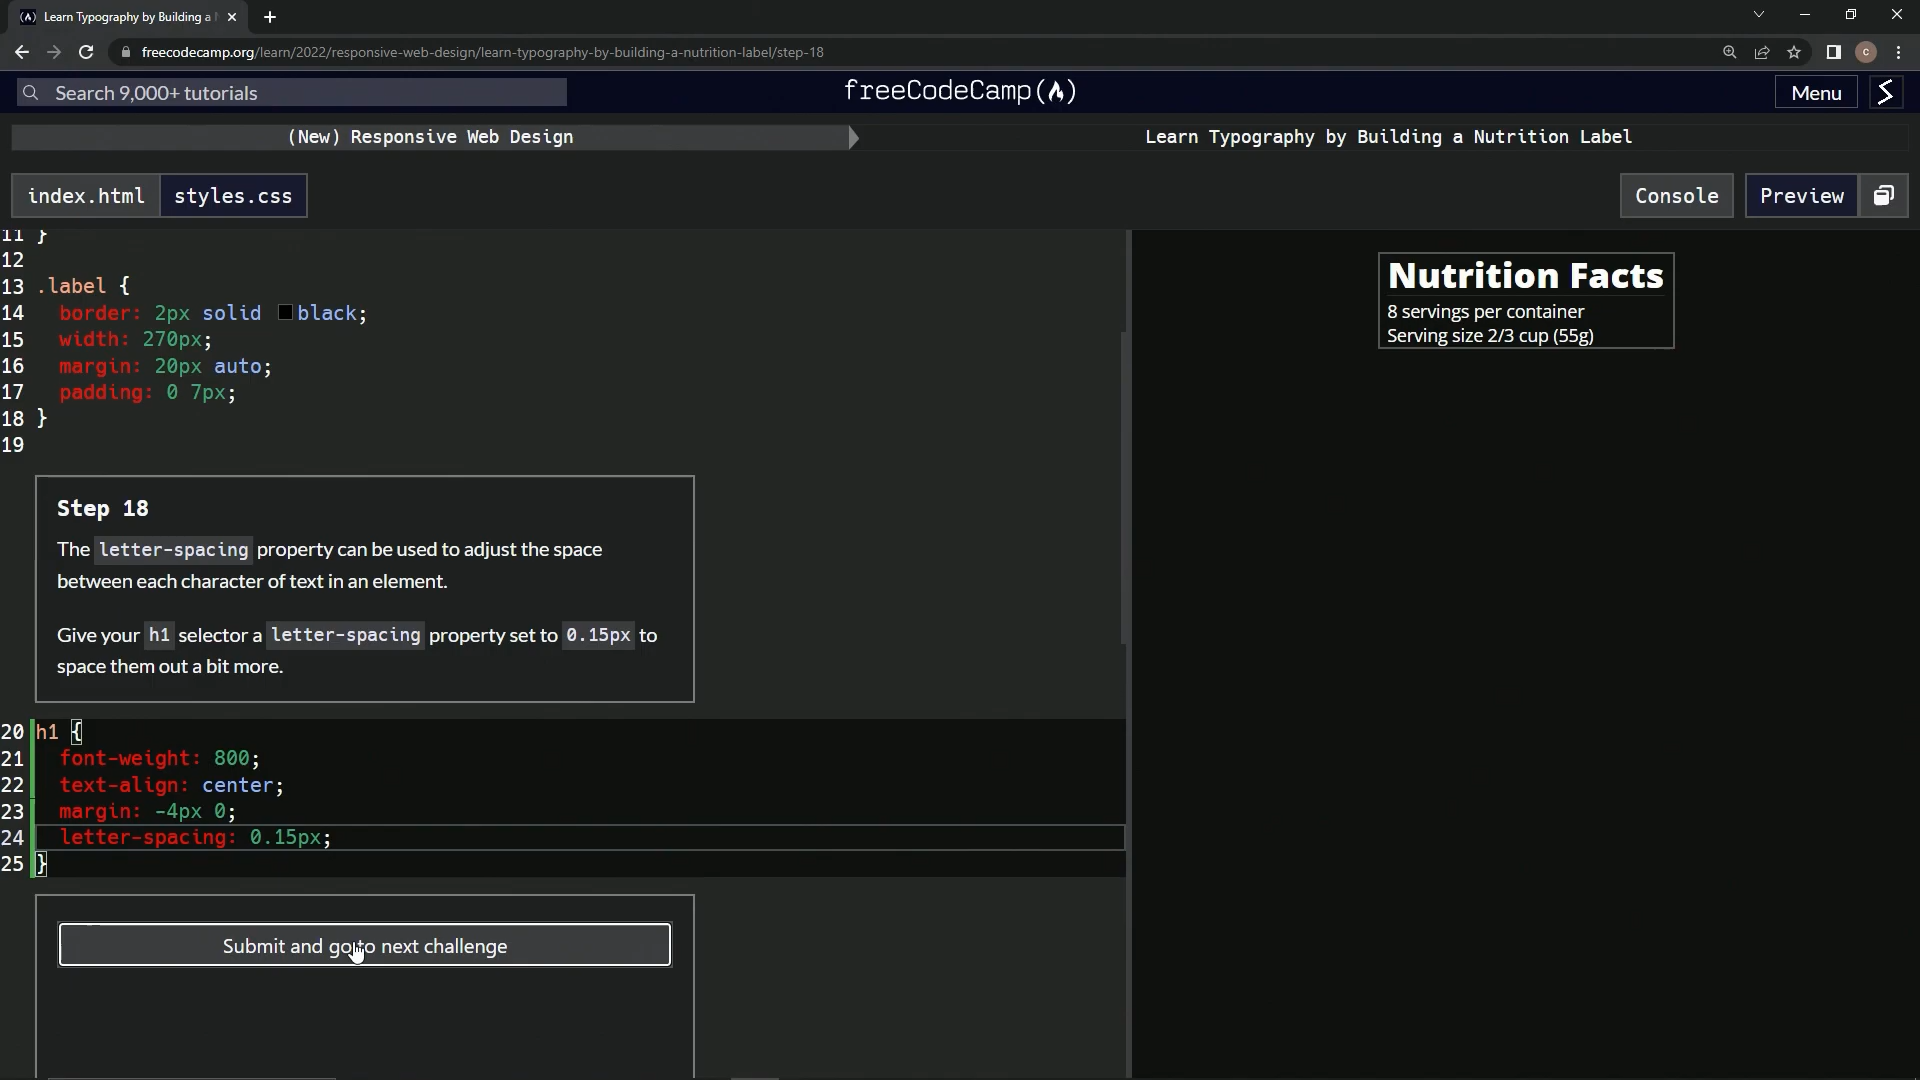 Learn Typography by Building a
freecodecamp.org/learn/2022/responsive-web-design/learn-typography-by-building-a-nutrition-label/step-18
c
Search 9,000+ tutorials
freeCodeCamp
Menu
(New) Responsive Web Design
Learn Typography by Building a Nutrition Label
index.html
styles.css
Console
Preview
11 }
12
13 .label {
14 border: 2px solid black;
15 width: 270px;
16 margin: 20px auto;
17 padding: 0 7px;
18 }
19
Step 18
The letter-spacing property can be used to adjust the space
between each character of text in an element.
Give your h1 selector a letter-spacing property set to 0.15px to
space them out a bit more.
20 h1 {
21 font-weight: 800;
22 text-align: center;
23 margin: -4px 0;
24 letter-spacing: 0.15px;
25 }
Submit and go to next challenge
Nutrition Facts
8 servings per container
Serving size 2/3 cup (55g)